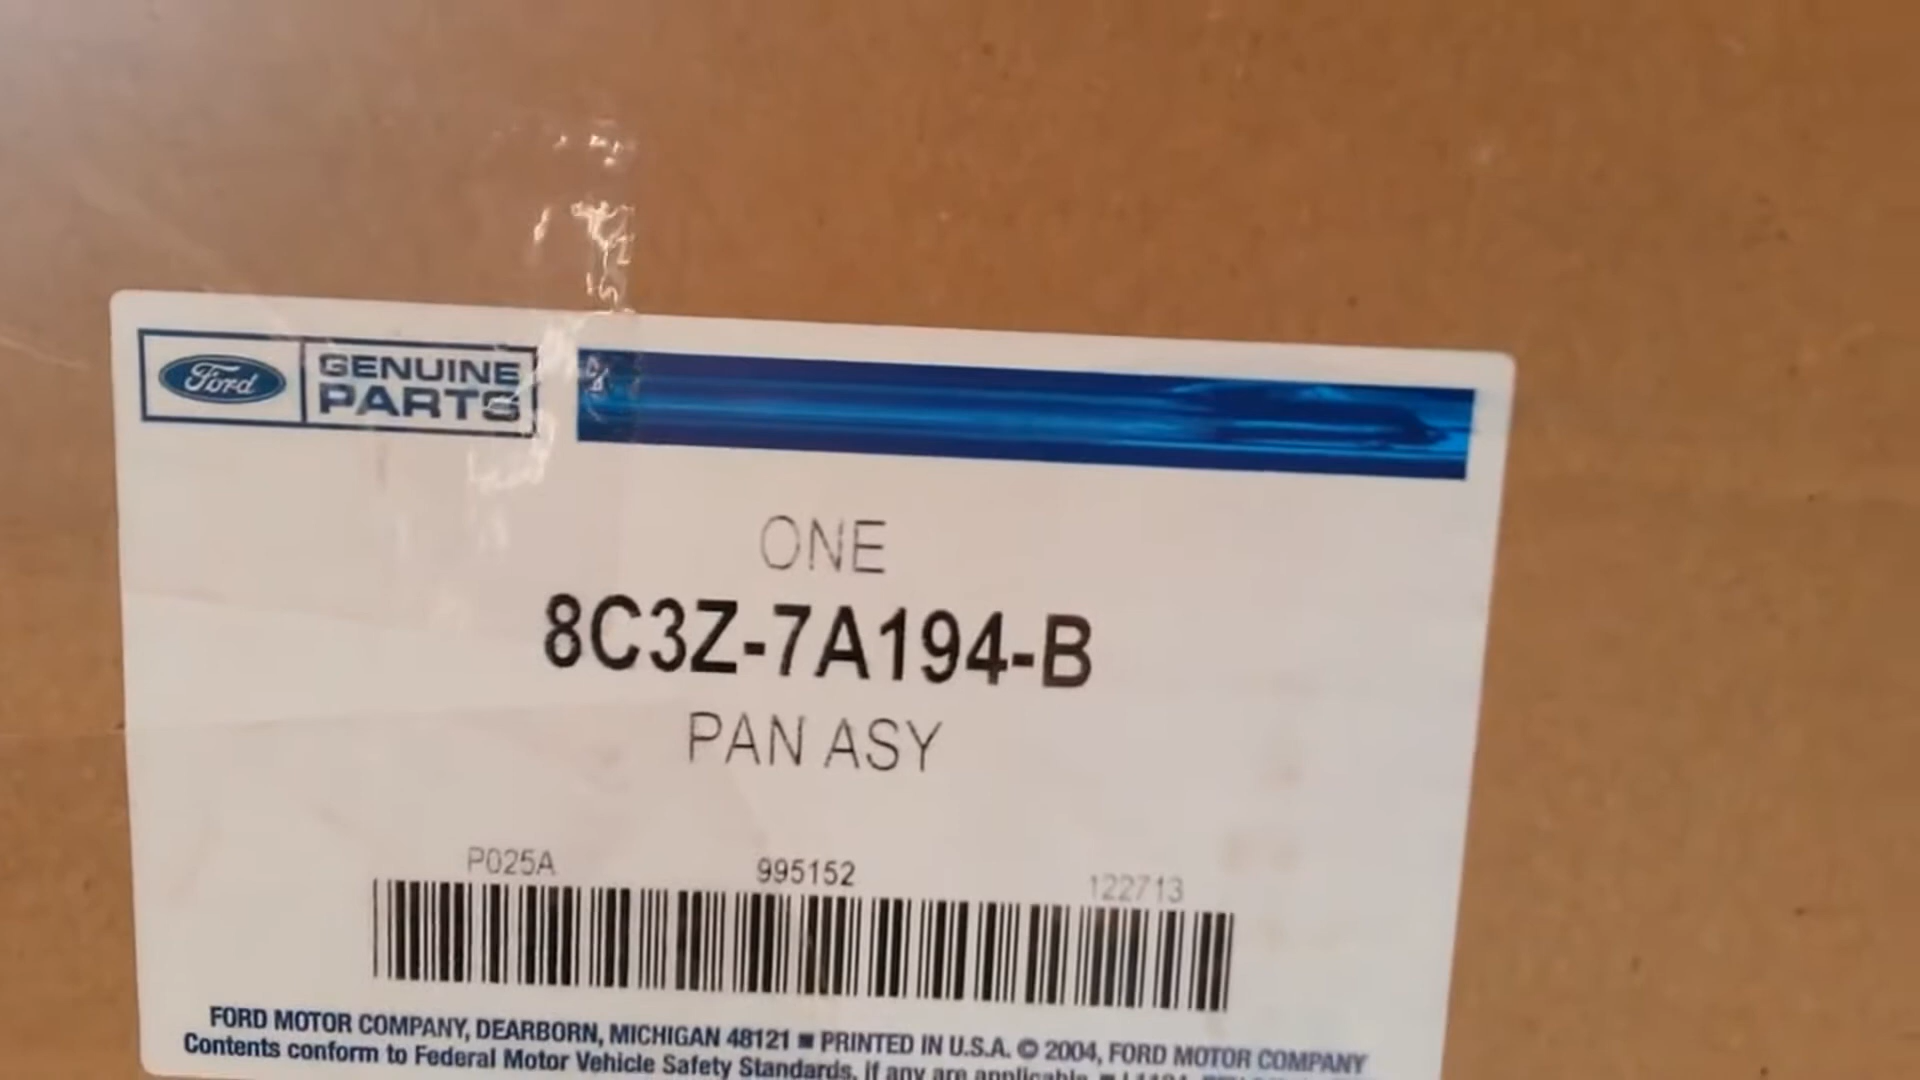 Ford
GENUINE
PARTS
ONE
8C3Z-7A194-B
PAN ASY
P025A 995152 122713
FORD MOTOR COMPANY, DEARBORN, MICHIGAN 48121 ■ PRINTED IN U.S.A. © 2004, FORD MOTOR COMPANY
Contents conform to Federal Motor Vehicle Safety Standards, if any are applicable.